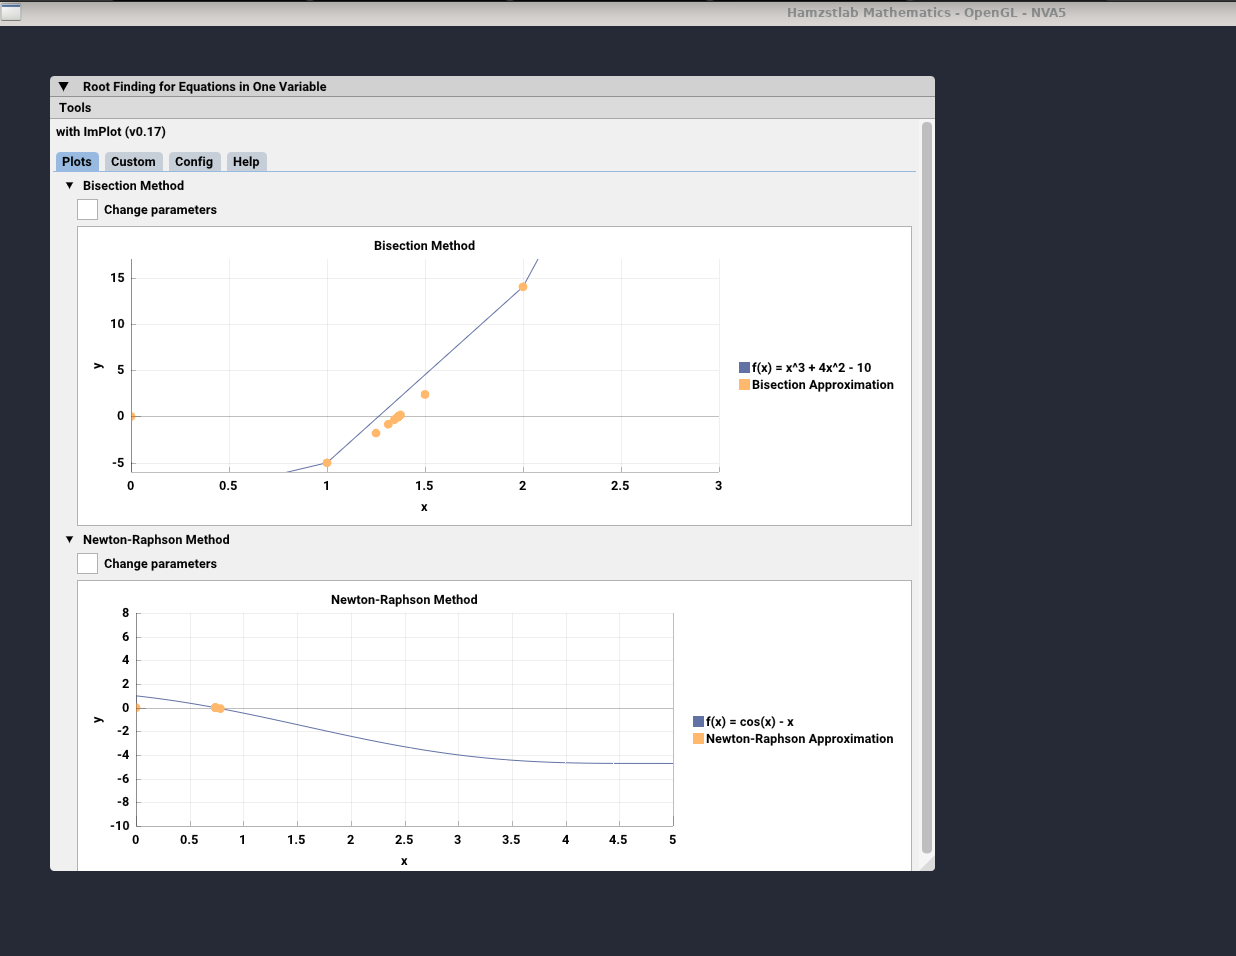 Hamzstlab Mathematics - OpenGL - NVA5
Root Finding for Equations in One Variable
Tools
with ImPlot (v0.17)
Plots Custom Config Help
Bisection Method
Change parameters
Bisection Method
15
10
5
0
-5
y
0 0.5 1 1.5 2 2.5 3
x
f(x) = x^3 + 4x^2 - 10
Bisection Approximation
Newton-Raphson Method
Change parameters
Newton-Raphson Method
8
6
4
2
0
-2
-4
-6
-8
-10
y
0 0.5 1 1.5 2 2.5 3 3.5 4 4.5 5
x
f(x) = cos(x) - x
Newton-Raphson Approximation